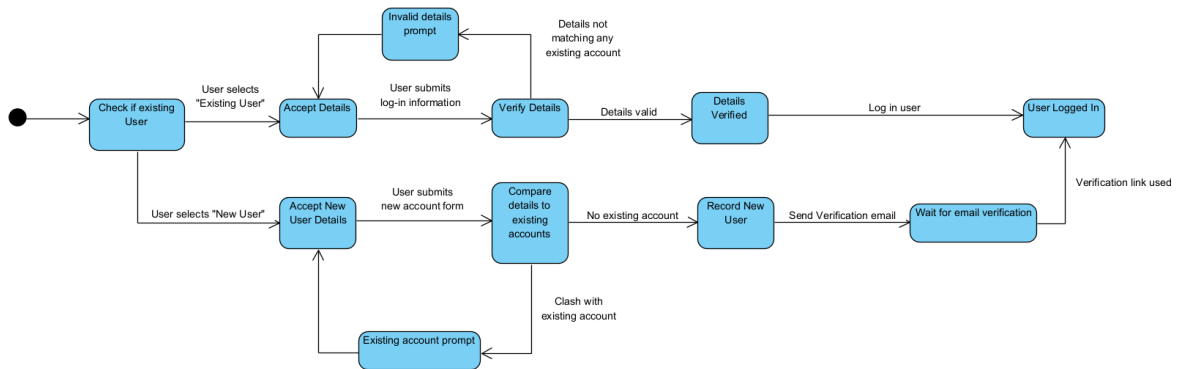 Invalid details
prompt
Details not
matching any
existing account
User selects
"Existing User"
User submits
log-in information
Check if existing
User
Accept Details
Verify Details
Details valid
Details
Verified
Log in user
User Logged In
Verification link used
User selects "New User"
Accept New
User Details
User submits
new account form
Compare
details to
existing
accounts
No existing account
Record New
User
Send Verification email
Wait for email verification
Clash with
existing account
Existing account prompt